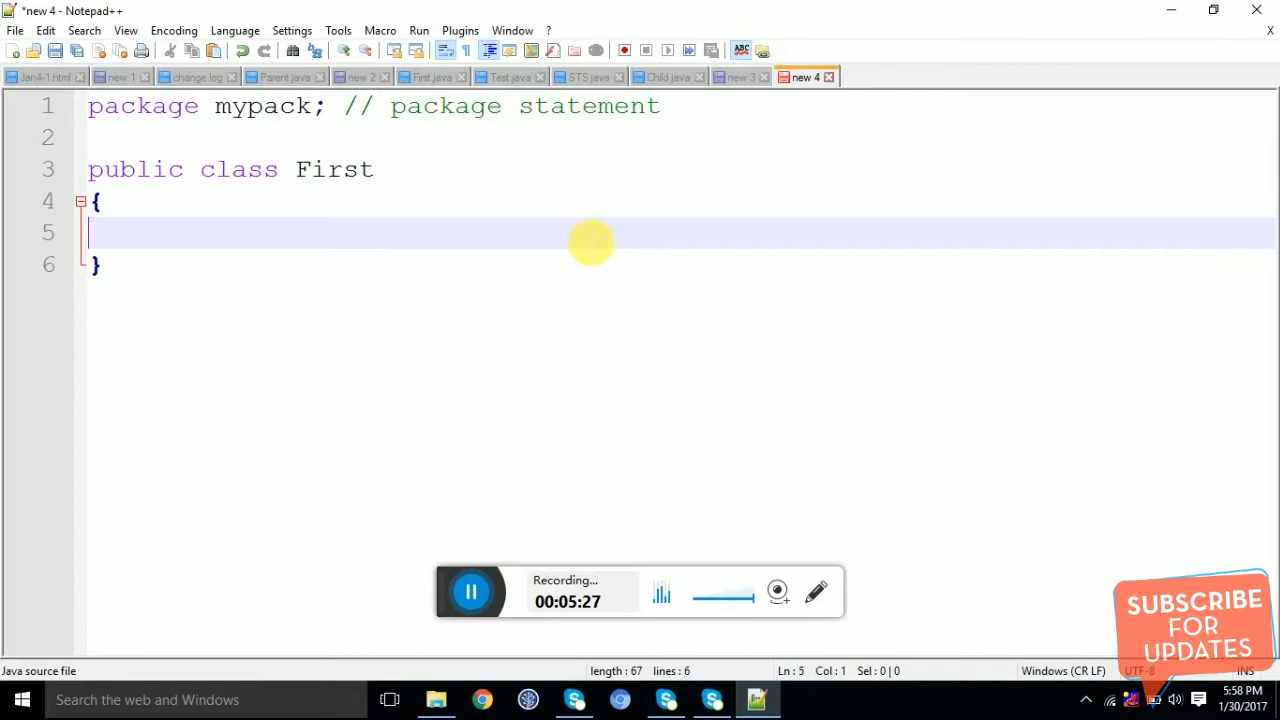 *new 4 - Notepad++
File Edit Search View Encoding Language Settings Tools Macro Run Plugins Window ? X
Jan4-1.html new 1 change.log Parent.java new 2 First.java Test.java STS.java Child.java new 3 new 4
1 package mypack; // package statement
2
3 public class First
4 {
5
6 }
Recording...
00:05:27
SUBSCRIBE
FOR
UPDATES
Java source file length : 67 lines : 6 Ln : 5 Col : 1 Sel : 0 | 0 Windows (CR LF) UTF-8 INS
Search the web and Windows
5:58 PM
1/30/2017